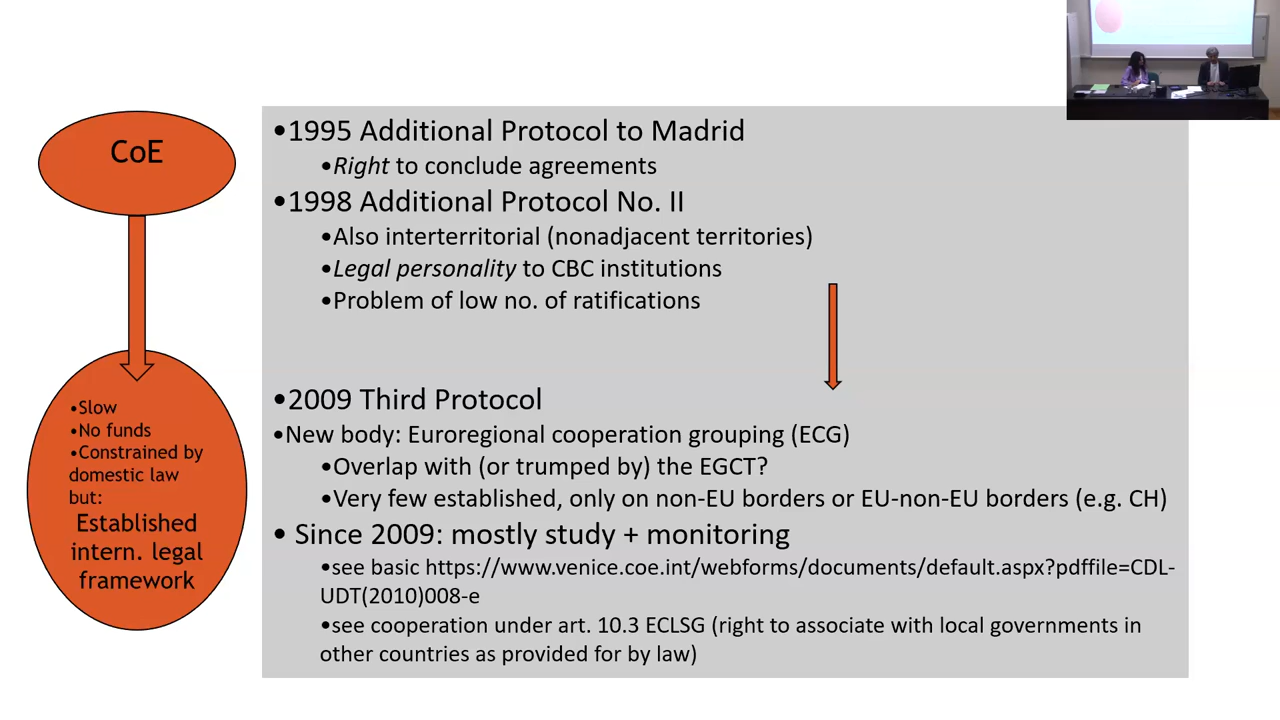 CoE
•Slow
•No funds
•Constrained by
domestic law
but:
Established
intern. legal
framework
•1995 Additional Protocol to Madrid
•Right to conclude agreements
•1998 Additional Protocol No. II
•Also interterritorial (nonadjacent territories)
•Legal personality to CBC institutions
•Problem of low no. of ratifications
•2009 Third Protocol
•New body: Euroregional cooperation grouping (ECG)
•Overlap with (or trumped by) the EGCT?
•Very few established, only on non-EU borders or EU-non-EU borders (e.g. CH)
• Since 2009: mostly study + monitoring
•see basic https://www.venice.coe.int/webforms/documents/default.aspx?pdffile=CDL-
UDT(2010)008-e
•see cooperation under art. 10.3 ECLSG (right to associate with local governments in
other countries as provided for by law)